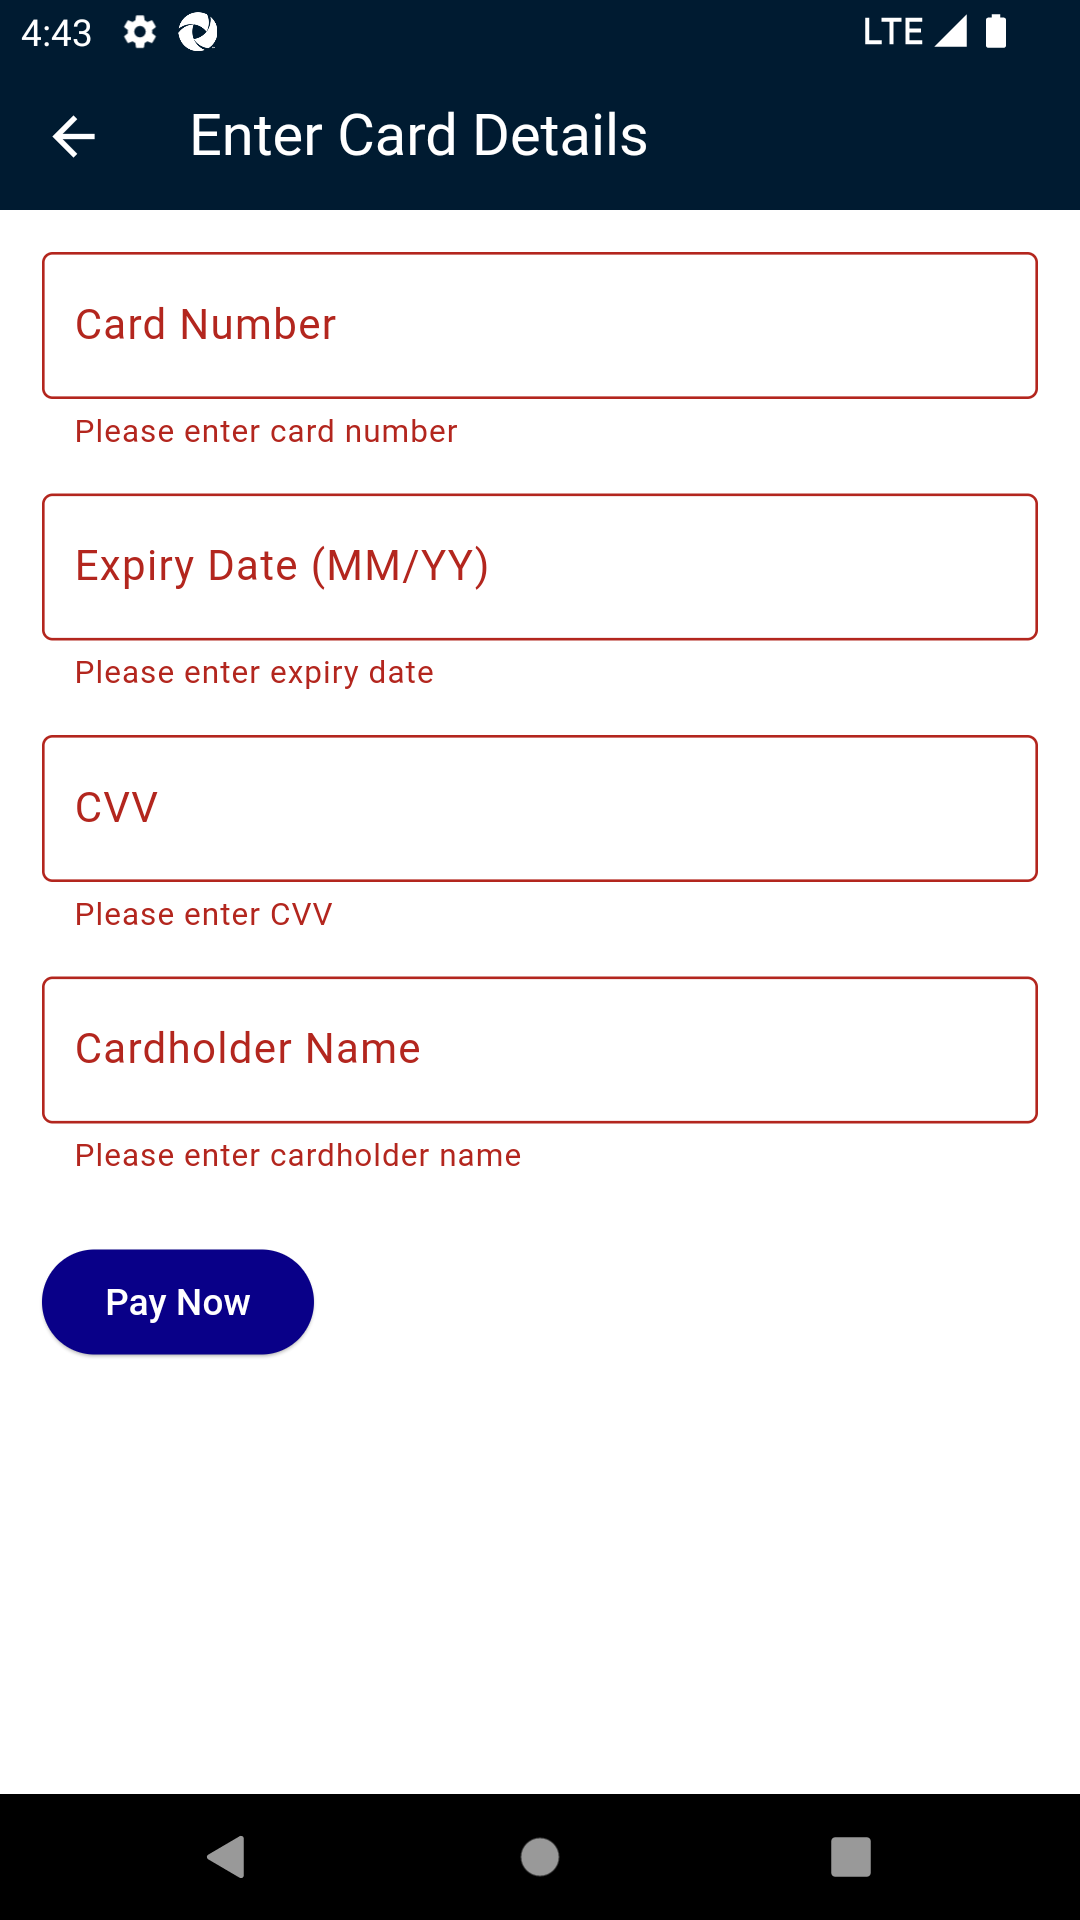 4:43 LTE
Enter Card Details
Card Number
Please enter card number
Expiry Date (MM/YY)
Please enter expiry date
CVV
Please enter CVV
Cardholder Name
Please enter cardholder name
Pay Now